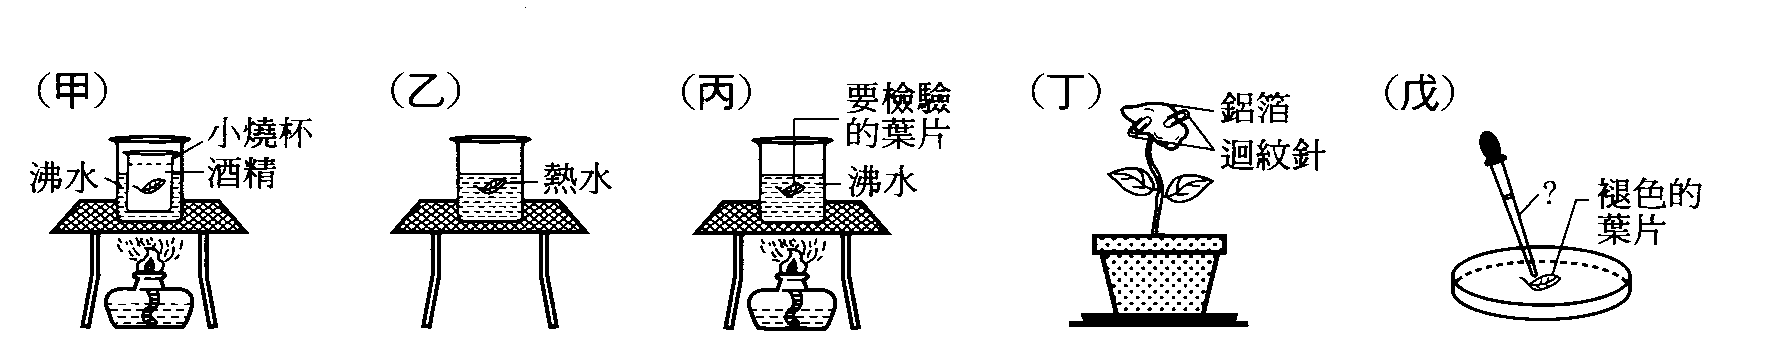 （甲）
小燒杯
沸水
酒精
（乙）
熱水
（丙）
要檢驗
的葉片
沸水
（丁）
鋁箔
迴紋針
（戊）
?
褪色的
葉片